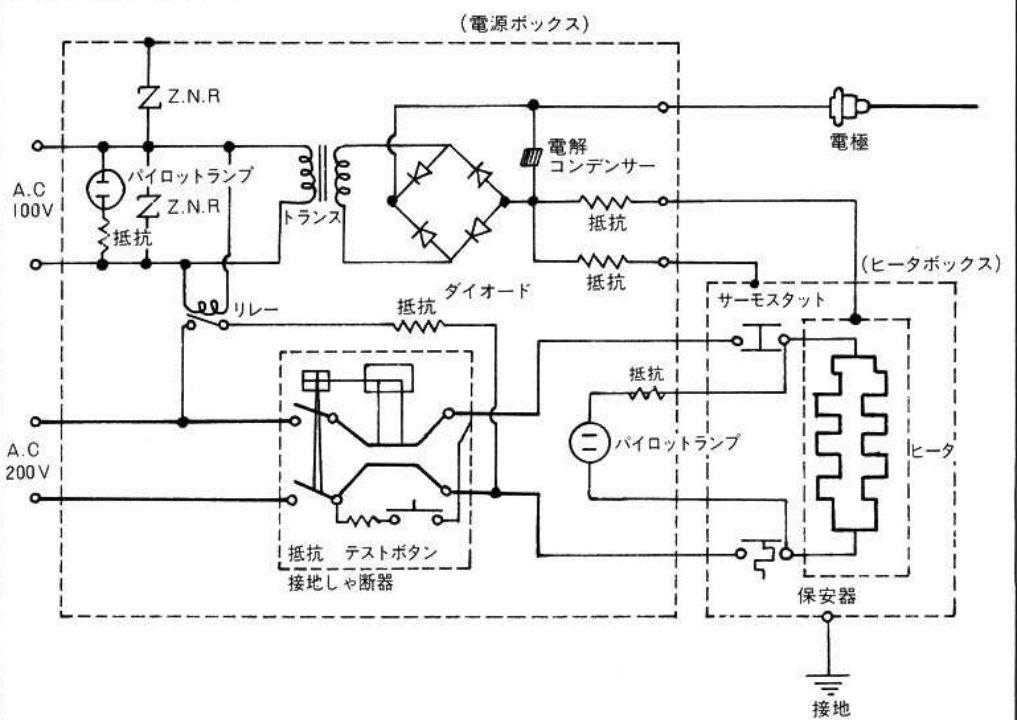 (電源ボックス)
Z.N.R
電極
電解
コンデンサー
パイロットランプ
A.C
100V
Z.N.R
抵抗
トランス
抵抗
抵抗
(ヒータボックス)
ダイオード
サーモスタット
リレー
抵抗
抵抗
パイロットランプ
ヒータ
A.C
200V
抵抗 テストボタン
接地しゃ断器
保安器
接地